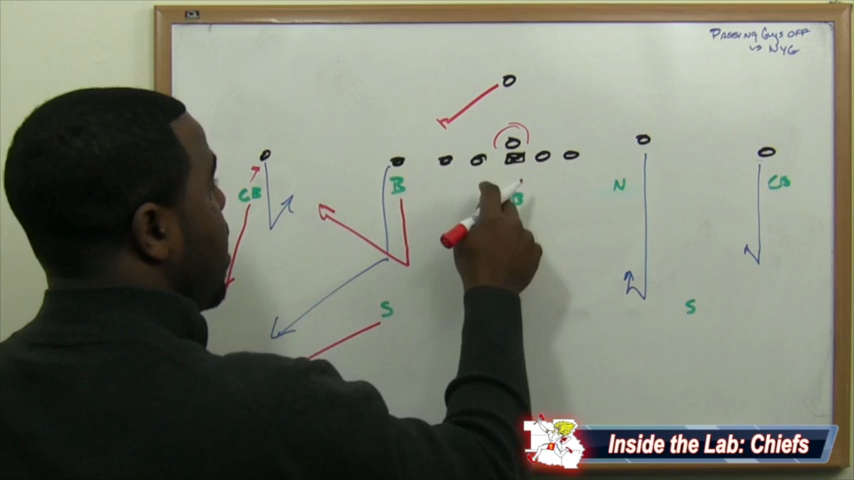 Passing Guys off
vs NYG
CB
B
B
N
CB
S
S
Inside the Lab: Chiefs